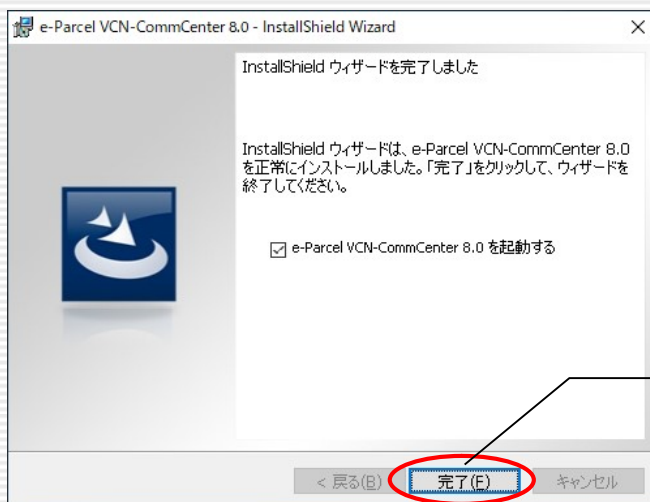 e-Parcel VCN-CommCenter 8.0 - InstallShield Wizard
InstallShield ウィザードを完了しました
InstallShield ウィザードは、e-Parcel VCN-CommCenter 8.0
を正常にインストールしました。「完了」をクリックして、ウィザードを
終了してください。
e-Parcel VCN-CommCenter 8.0 を起動する
< 戻る(B) 完了(F) キャンセル